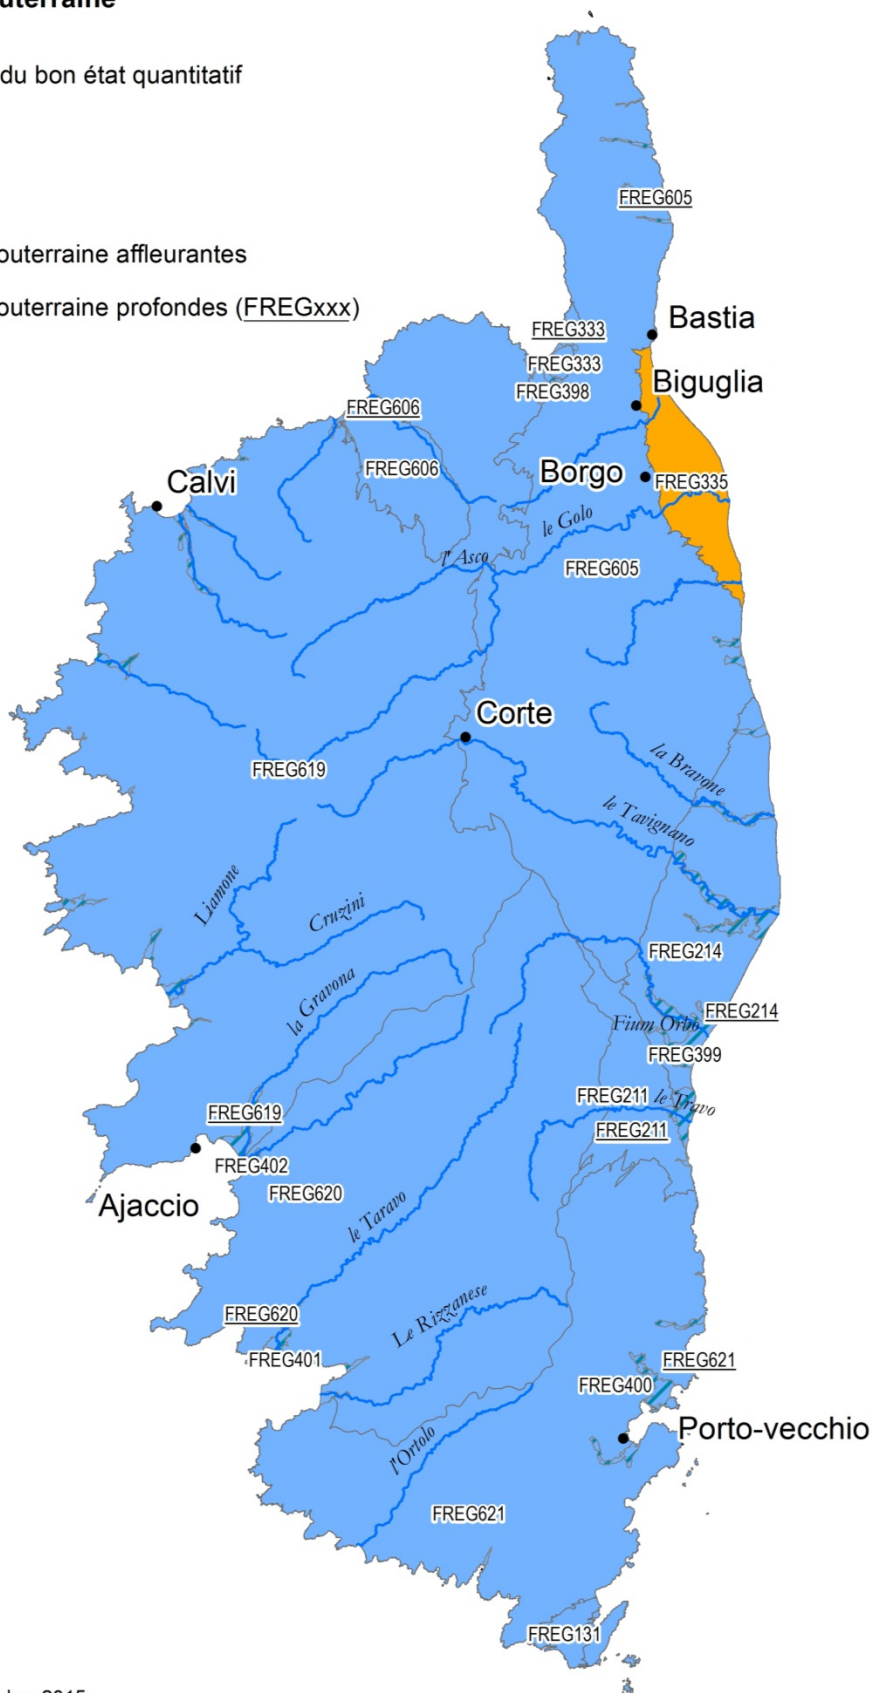 du bon état quantitatif
FREG605
outerraine affleurantes
outerraine profondes (FREGxxx)
Bastia
FREG333
FREG333
Biguglia
FREG398
FREG606
FREG606
Borgo
Calvi
FREG335
le Golo
l'Asco
FREG605
Corte
la Bravone
FREG619
le Tavignano
Liamone
Cruzini
FREG214
la Gravona
FREG214
Fium Orbo
FREG399
FREG211
le Travo
FREG619
FREG211
FREG402
FREG620
Ajaccio
le Taravo
FREG620
Le Rizzanese
FREG401
FREG621
FREG400
Porto-vecchio
l'Ortolo
FREG621
FREG131